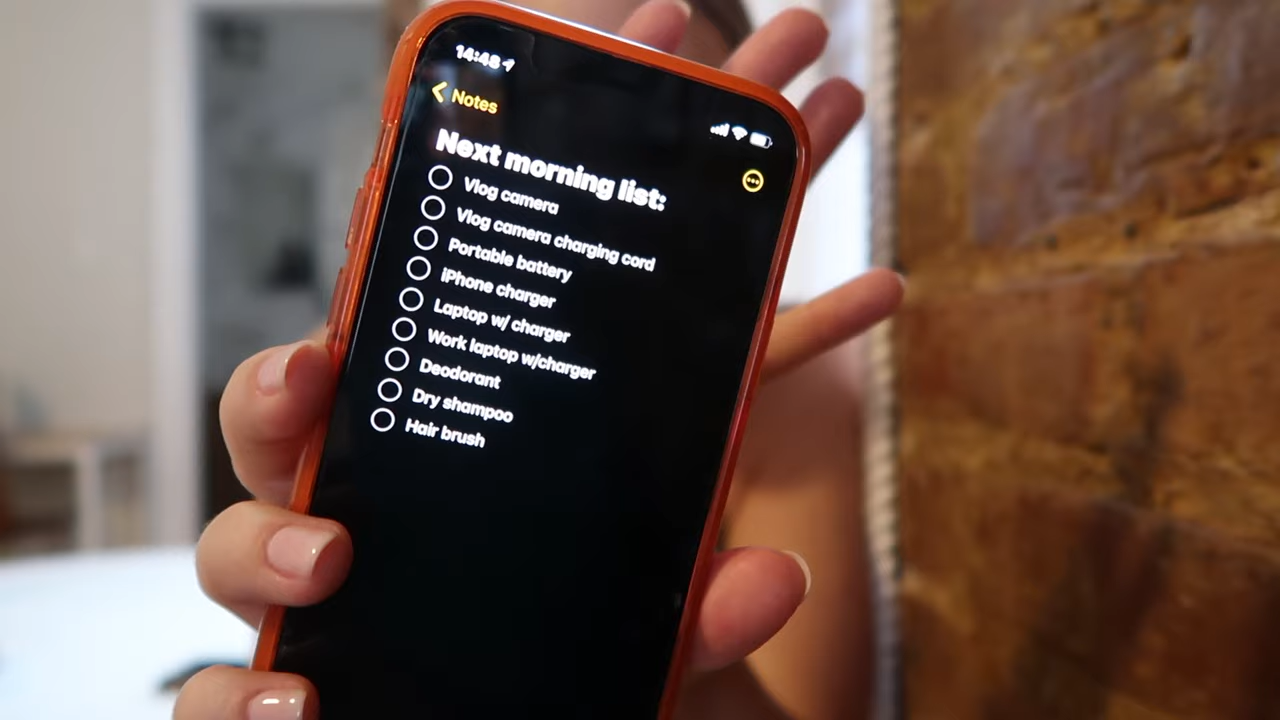 14:48
Notes
Next morning list:
Vlog camera
Vlog camera charging cord
Portable battery
iPhone charger
Laptop w/ charger
Work laptop w/charger
Deodorant
Dry shampoo
Hair brush